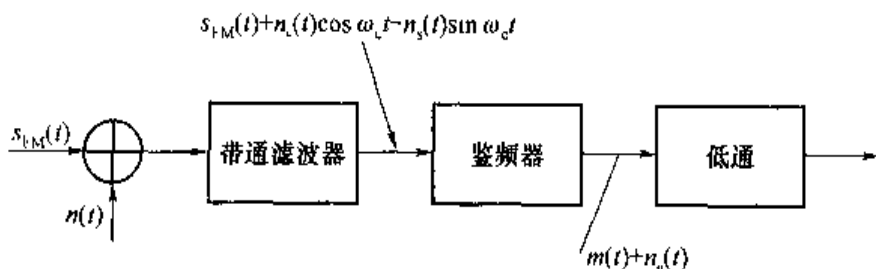 s_FM(t)+n_c(t)cos ω_c t−n_s(t)sin ω_c t
s_FM(t)
带通滤波器
鉴频器
低通
n(t)
m(t)+n_o(t)